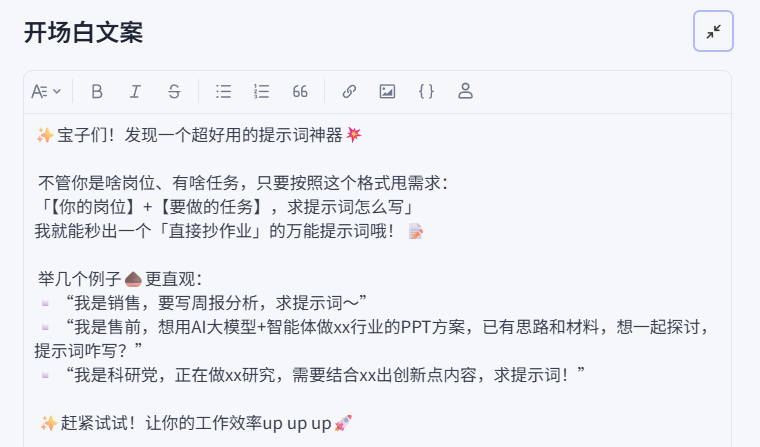 开场白文案
✨宝子们！发现一个超好用的提示词神器💥
不管你是啥岗位、有啥任务，只要按照这个格式甩需求：
「【你的岗位】+【要做的任务】，求提示词怎么写」
我就能秒出一个「直接抄作业」的万能提示词哦！📝
举几个例子🌰更直观：
▫️“我是销售，要写周报分析，求提示词～”
▫️“我是售前，想用AI大模型+智能体做xx行业的PPT方案，已有思路和材料，想一起探讨，
提示词咋写？”
▫️“我是科研党，正在做xx研究，需要结合xx出创新点内容，求提示词！”
✨赶紧试试！让你的工作效率up up up🚀